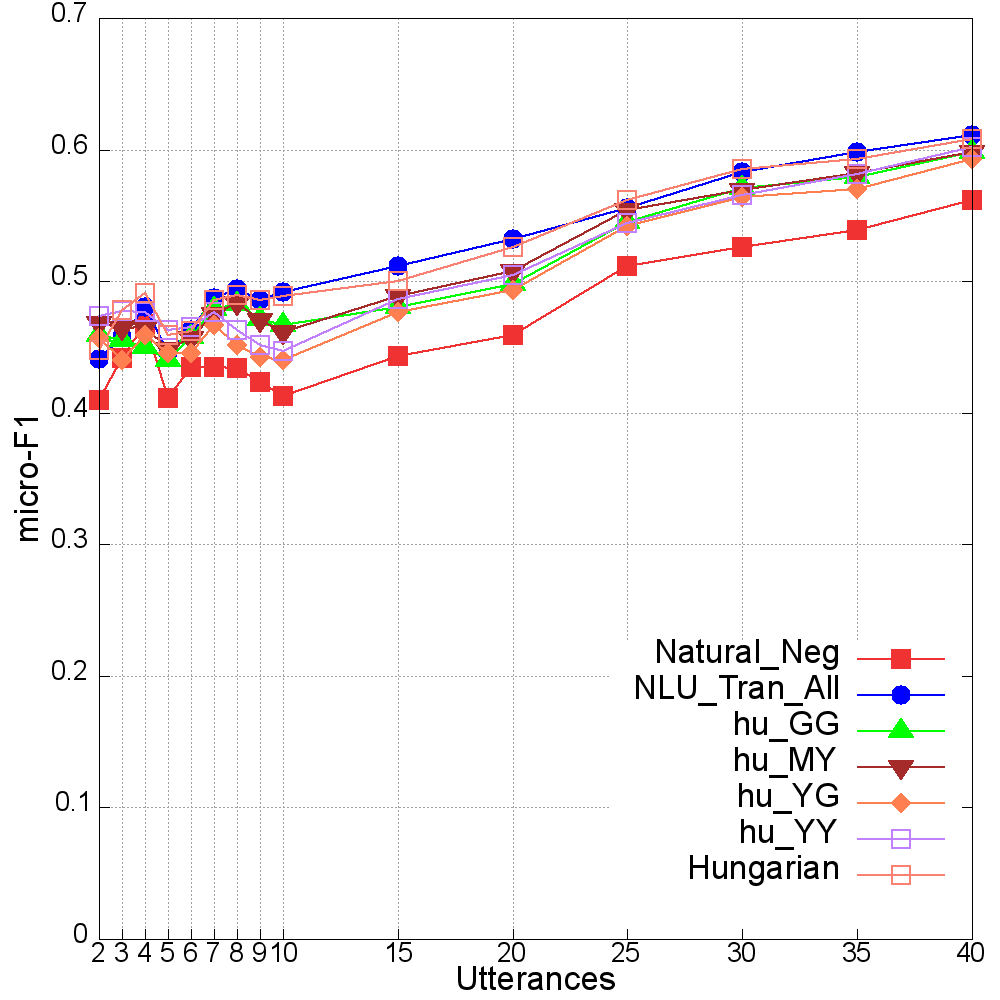 0.7
0.6
0.5
0.4
0.3
0.2
0.1
0
micro-F1
Natural_Neg
NLU_Tran_All
hu_GG
hu_MY
hu_YG
hu_YY
Hungarian
2 3 4 5 6 7 8 9 10 15 20 25 30 35 40
Utterances